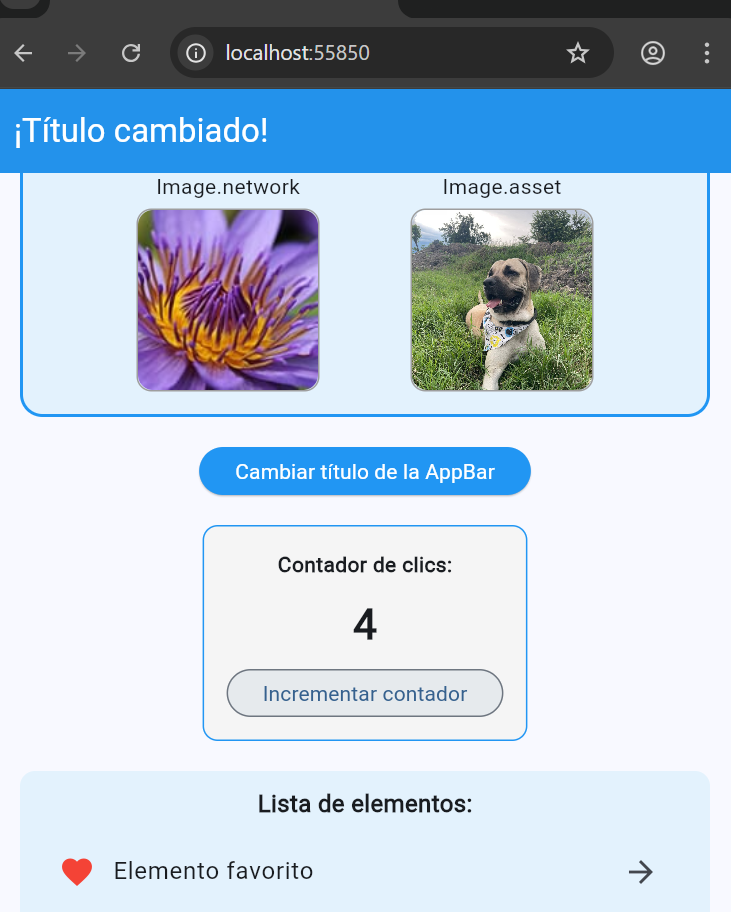 localhost:55850
¡Título cambiado!
Image.network Image.asset
Cambiar título de la AppBar
Contador de clics:
4
Incrementar contador
Lista de elementos:
Elemento favorito